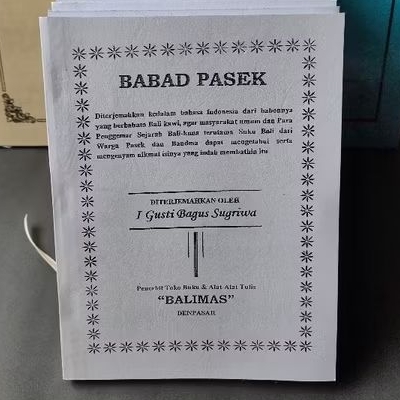 BABAD PASEK
Diterjemahkan kedalam bahasa Indonesia dari babonnya
yang berbahasa Bali kawi, agar masyarakat umum dan Para
Penggemar Sejarah Bali-kuna terutama Suku Bali dari
Warga Pasek dan Bandesa dapat mengetahui serta
mengenyam nikmat isinya yang indah membathin itu
DITERJEMAHKAN OLEH
I Gusti Bagus Sugriwa
Penerbit Toko Buku & Alat-Alat Tulis
"BALIMAS"
DENPASAR